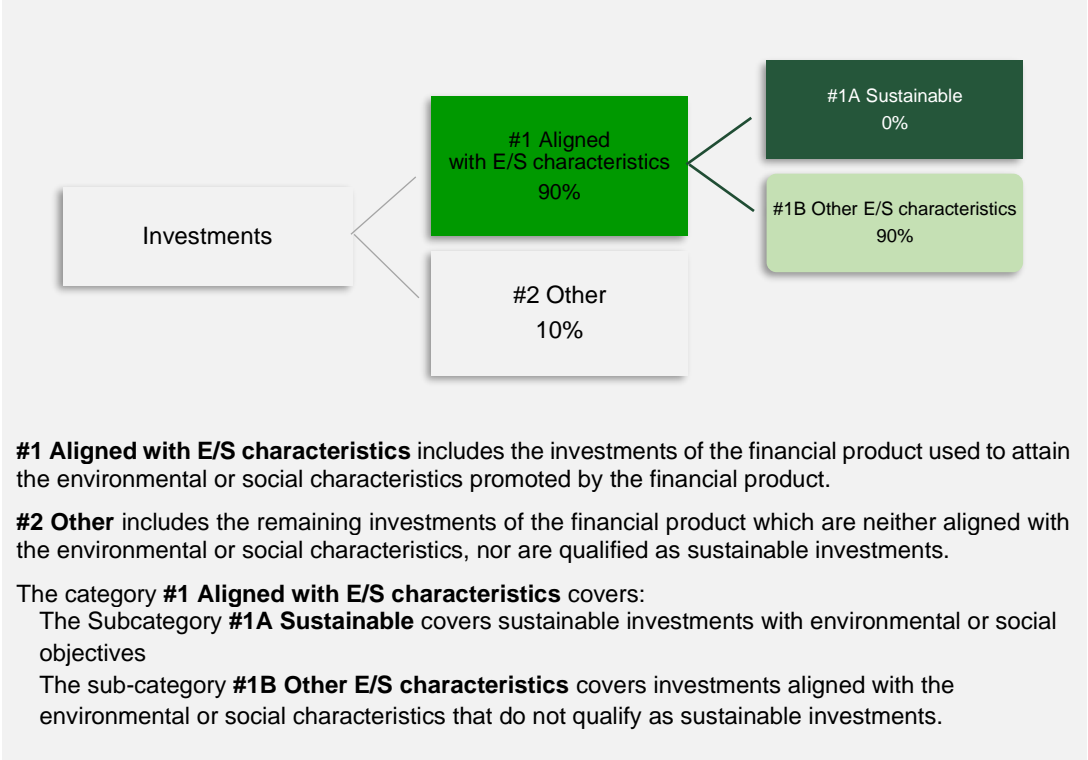 #1A Sustainable
0%
#1 Aligned
with E/S characteristics
90%
#1B Other E/S characteristics
90%
Investments
#2 Other
10%
#1 Aligned with E/S characteristics includes the investments of the financial product used to attain
the environmental or social characteristics promoted by the financial product.
#2 Other includes the remaining investments of the financial product which are neither aligned with
the environmental or social characteristics, nor are qualified as sustainable investments.
The category #1 Aligned with E/S characteristics covers:
The Subcategory #1A Sustainable covers sustainable investments with environmental or social
objectives
The sub-category #1B Other E/S characteristics covers investments aligned with the
environmental or social characteristics that do not qualify as sustainable investments.